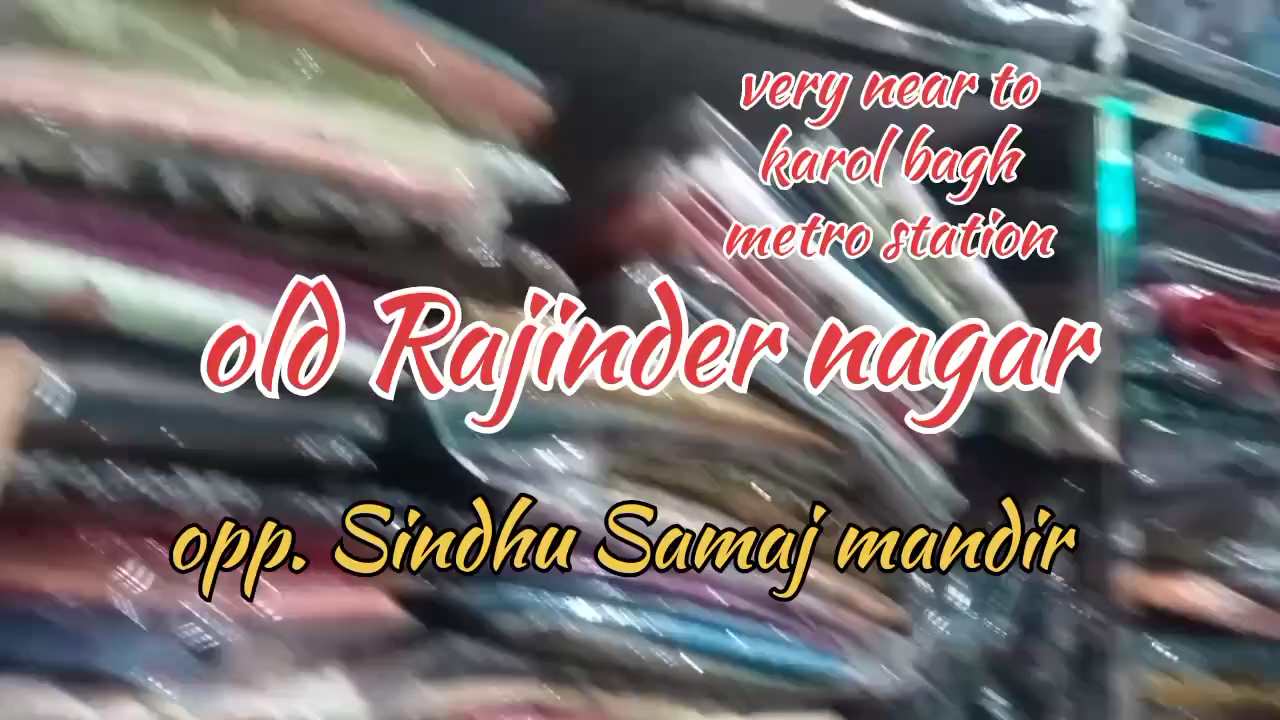 very near to
karol bagh
metro station
old Rajinder nagar
opp. Sindhu Samaj mandir